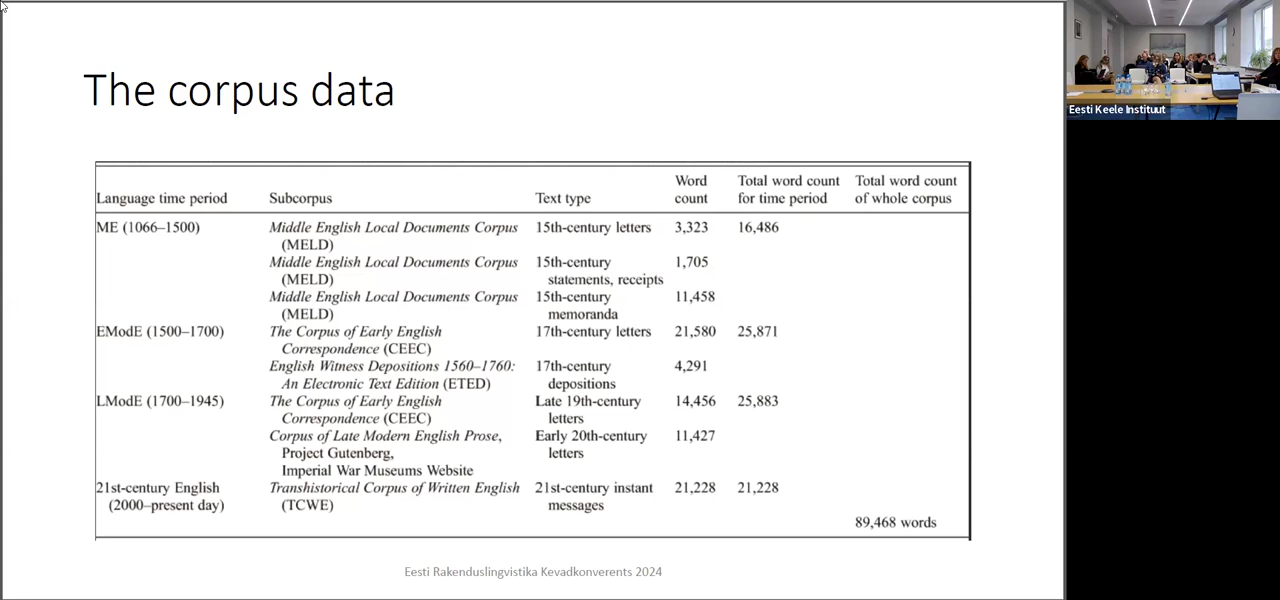 The corpus data
Eesti Keele Instituut
Word Total word count Total word count
Language time period Subcorpus Text type count for time period of whole corpus
ME (1066–1500) Middle English Local Documents Corpus 15th-century letters 3,323 16,486
(MELD)
Middle English Local Documents Corpus 15th-century 1,705
(MELD) statements, receipts
Middle English Local Documents Corpus 15th-century 11,458
(MELD) memoranda
EModE (1500–1700) The Corpus of Early English 17th-century letters 21,580 25,871
Correspondence (CEEC)
English Witness Depositions 1560–1760: 17th-century 4,291
An Electronic Text Edition (ETED) depositions
LModE (1700–1945) The Corpus of Early English Late 19th-century 14,456 25,883
Correspondence (CEEC) letters
Corpus of Late Modern English Prose, Early 20th-century 11,427
Project Gutenberg, letters
Imperial War Museums Website
21st-century English Transhistorical Corpus of Written English 21st-century instant 21,228 21,228
(2000–present day) (TCWE) messages
89,468 words
Eesti Rakenduslingvistika Kevadkonverents 2024